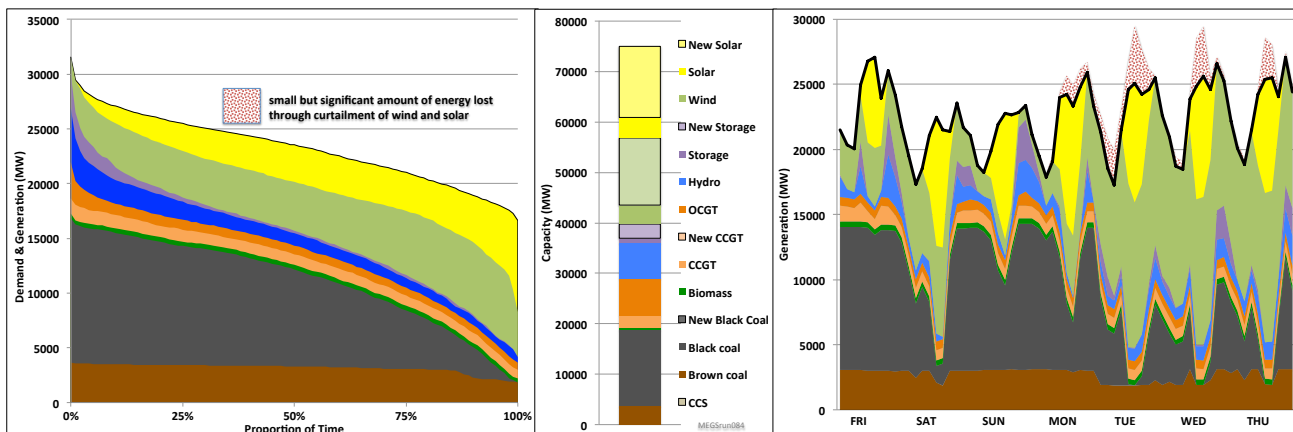 35000
30000
25000
20000
15000
10000
5000
0
Demand & Generation (MW)
small but significant amount of energy lost
through curtailment of wind and solar
0%
25%
50%
75%
100%
Proportion of Time
80000
70000
60000
50000
40000
30000
20000
10000
0
Capacity (MW)
New Solar
Solar
Wind
New Storage
Storage
Hydro
OCGT
New CCGT
CCGT
Biomass
New Black Coal
Black coal
Brown coal
CCS
MEGSrun084
30000
25000
20000
15000
10000
5000
0
Generation (MW)
FRI
SAT
SUN
MON
TUE
WED
THU